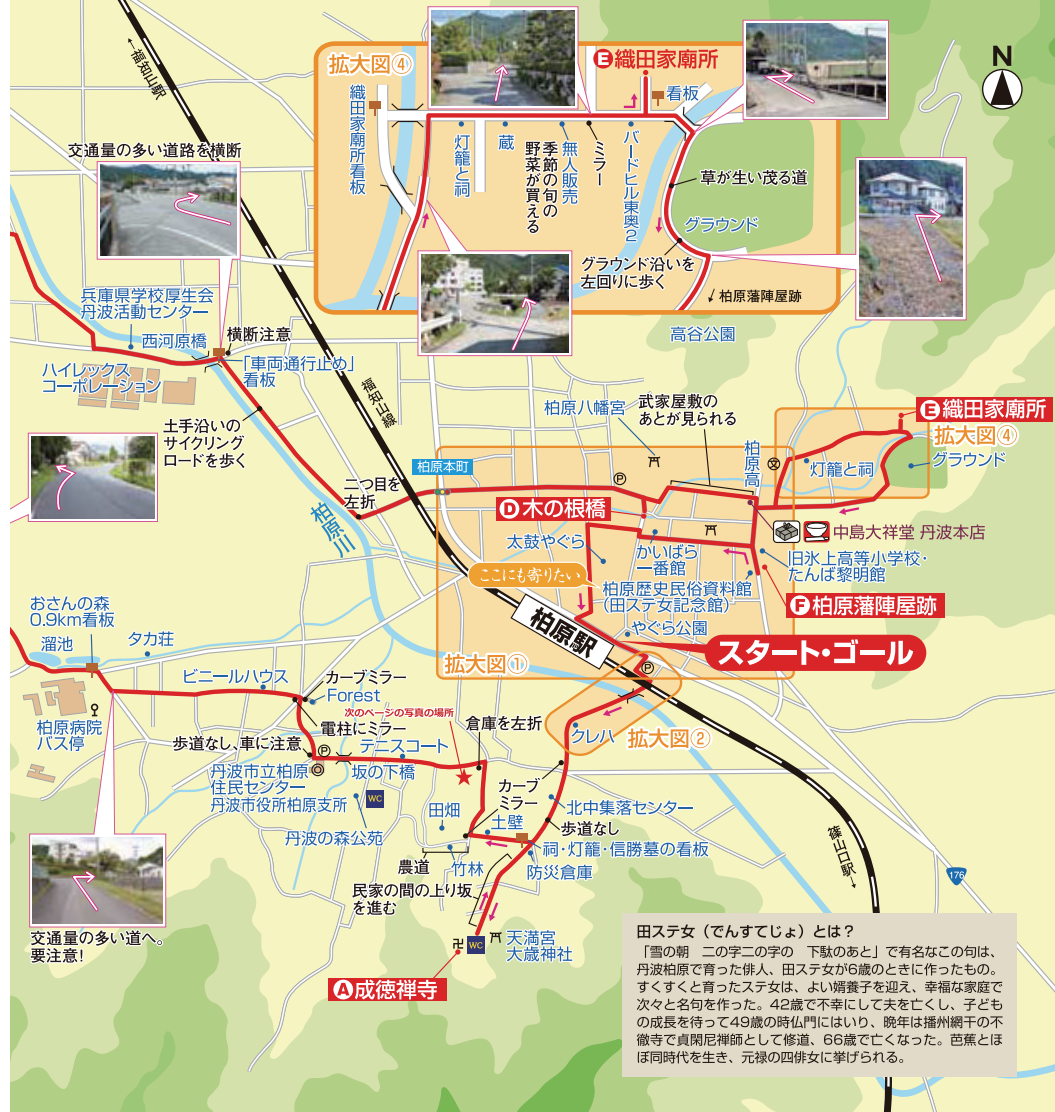 ←福知山駅
交通量の多い道路を横断
N
拡大図④
Ⓔ織田家廟所
看板
織田家廟所看板
灯籠と祠
蔵
季節の旬の
野菜が買える
無人販売
ミラー
バードヒル東奥2
草が生い茂る道
グラウンド
グラウンド沿いを
左回りに歩く
↓柏原藩陣屋跡
兵庫県学校厚生会
丹波活動センター
西河原橋
横断注意
「車両通行止め」
看板
ハイレックス
コーポレーション
土手沿いの
サイクリング
ロードを歩く
福知山線
高谷公園
柏原八幡宮
武家屋敷の
あとが見られる
柏原高
文
Ⓔ織田家廟所
拡大図④
灯籠と祠
グラウンド
柏原本町
P
二つ目を
左折
柏原川
Ⓓ木の根橋
太鼓やぐら
かいばら
一番館
中島大祥堂 丹波本店
旧氷上高等小学校・
たんば黎明館
ここにも寄りたい
柏原歴史民俗資料館
(田ステ女記念館)
Ⓕ柏原藩陣屋跡
柏原駅
やぐら公園
スタート・ゴール
拡大図①
P
拡大図②
クレハ
おさんの森
0.9km看板
溜池
タカ荘
ビニールハウス
カーブミラー
Forest
電柱にミラー
次のページの写真の場所
倉庫を左折
柏原病院
バス停
歩道なし、車に注意
P
テニスコート
丹波市立柏原
住民センター
丹波市役所柏原支所
坂の下橋
WC
丹波の森公苑
田畑
カーブ
ミラー
土壁
北中集落センター
歩道なし
祠・灯籠・信勝墓の看板
防災倉庫
農道
竹林
民家の間の上り坂
を進む
卍
WC
天満宮
大歳神社
Ⓐ成徳禅寺
交通量の多い道へ。
要注意!
篠山口駅→
176
田ステ女（でんすてじょ）とは？
「雪の朝　二の字二の字の　下駄のあと」で有名なこの句は、
丹波柏原で育った俳人、田ステ女が6歳のときに作ったもの。
すくすくと育ったステ女は、よい婿養子を迎え、幸福な家庭で
次々と名句を作った。42歳で不幸にして夫を亡くし、子ども
の成長を待って49歳の時仏門にはいり、晩年は播州網干の不
徹寺で貞閑尼禅師として修道、66歳で亡くなった。芭蕉とほ
ぼ同時代を生き、元禄の四俳女に挙げられる。